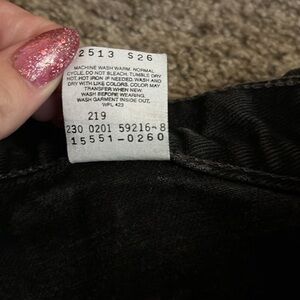 2513 S26
MACHINE WASH WARM, NORMAL
CYCLE. DO NOT BLEACH. TUMBLE DRY
HOT. HOT IRON IF NEEDED. WASH AND
DRY WITH LIKE COLORS. COLOR MAY
TRANSFER WHEN NEW.
WASH BEFORE WEARING.
WASH GARMENT INSIDE OUT.
WPL 423
219
230 0201 59216-8
15551-0260